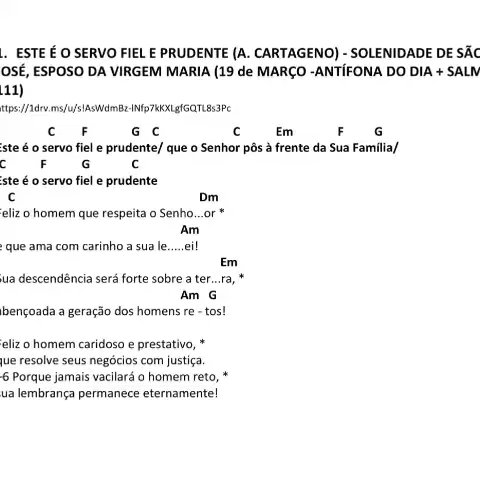 1. ESTE É O SERVO FIEL E PRUDENTE (A. CARTAGENO) - SOLENIDADE DE SÃO
JOSÉ, ESPOSO DA VIRGEM MARIA (19 de MARÇO -ANTÍFONA DO DIA + SALM
111)
https://1drv.ms/u/s!AsWdmBz-lNfp7kKXLgfGQTL8s3Pc
C F G C C Em F G
Este é o servo fiel e prudente/ que o Senhor pôs à frente da Sua Família/
C F G C
Este é o servo fiel e prudente
C Dm
Feliz o homem que respeita o Senho...or *
Am
e que ama com carinho a sua le.....ei!
Em
Sua descendência será forte sobre a ter...ra, *
Am G
abençoada a geração dos homens re - tos!
Feliz o homem caridoso e prestativo, *
que resolve seus negócios com justiça.
-6 Porque jamais vacilará o homem reto, *
sua lembrança permanece eternamente!